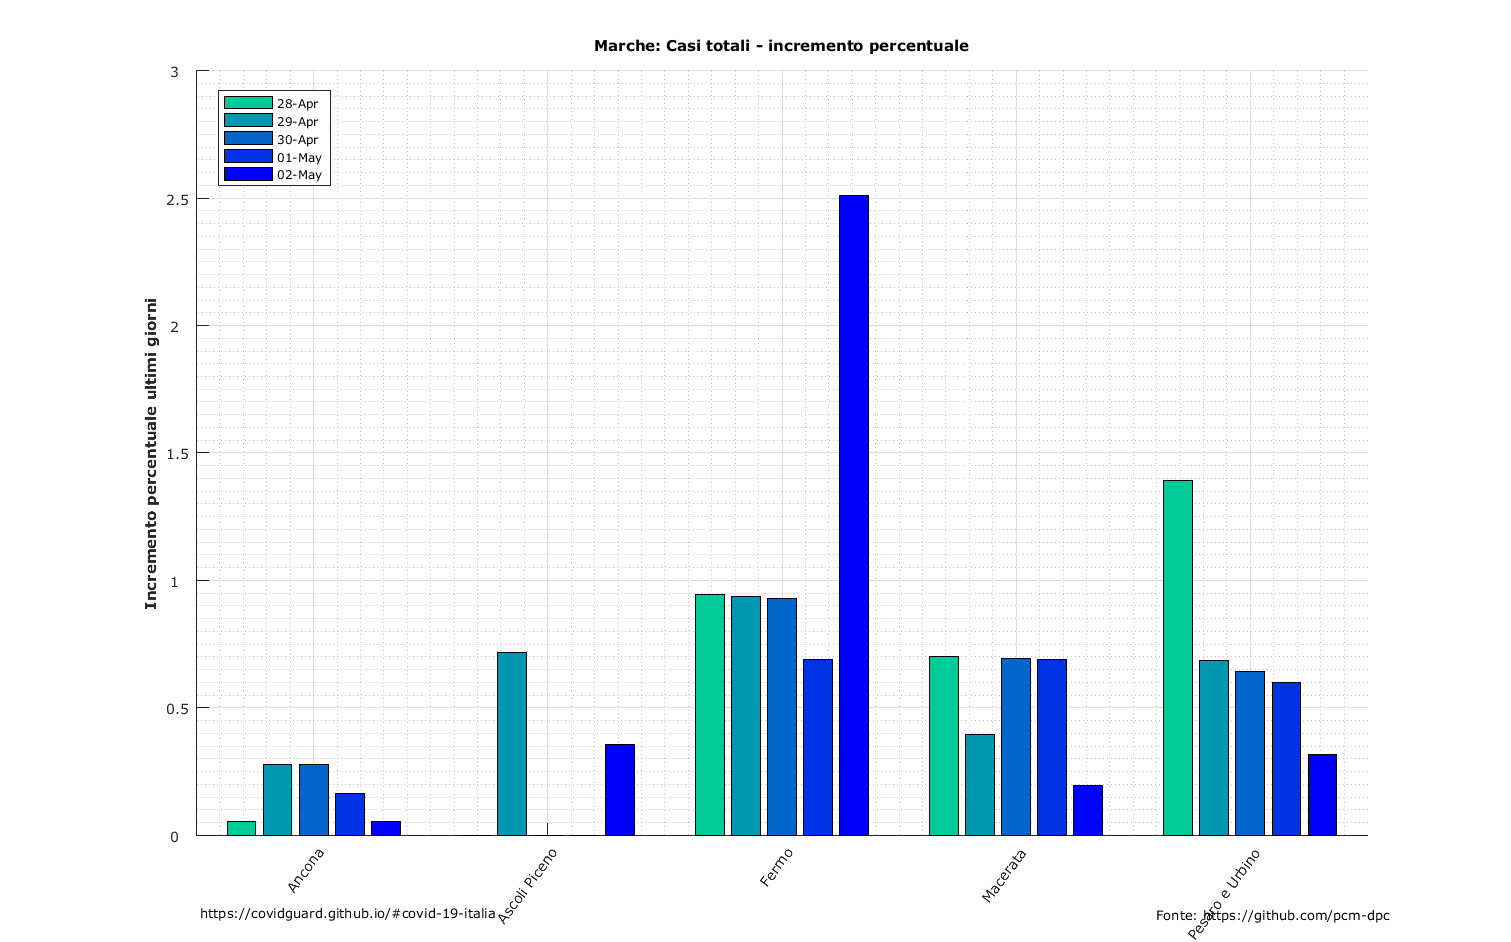 Marche: Casi totali - incremento percentuale
3
2.5
2
1.5
1
0.5
0
Incremento percentuale ultimi giorni
28-Apr
29-Apr
30-Apr
01-May
02-May
Ancona
Ascoli Piceno
Fermo
Macerata
Pesaro e Urbino
https://covidguard.github.io/#covid-19-italia
Fonte: https://github.com/pcm-dpc